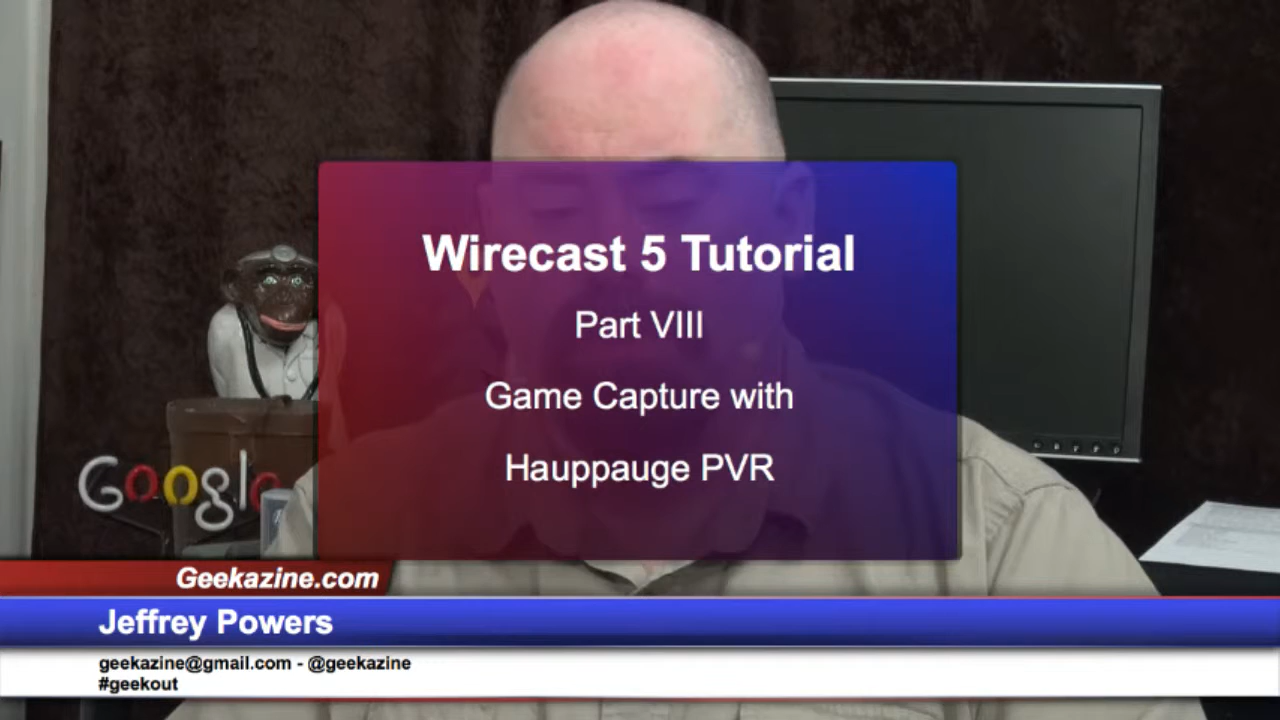 Wirecast 5 Tutorial
Part VIII
Game Capture with
Hauppauge PVR
Google
Geekazine.com
Jeffrey Powers
geekazine@gmail.com - @geekazine
#geekout